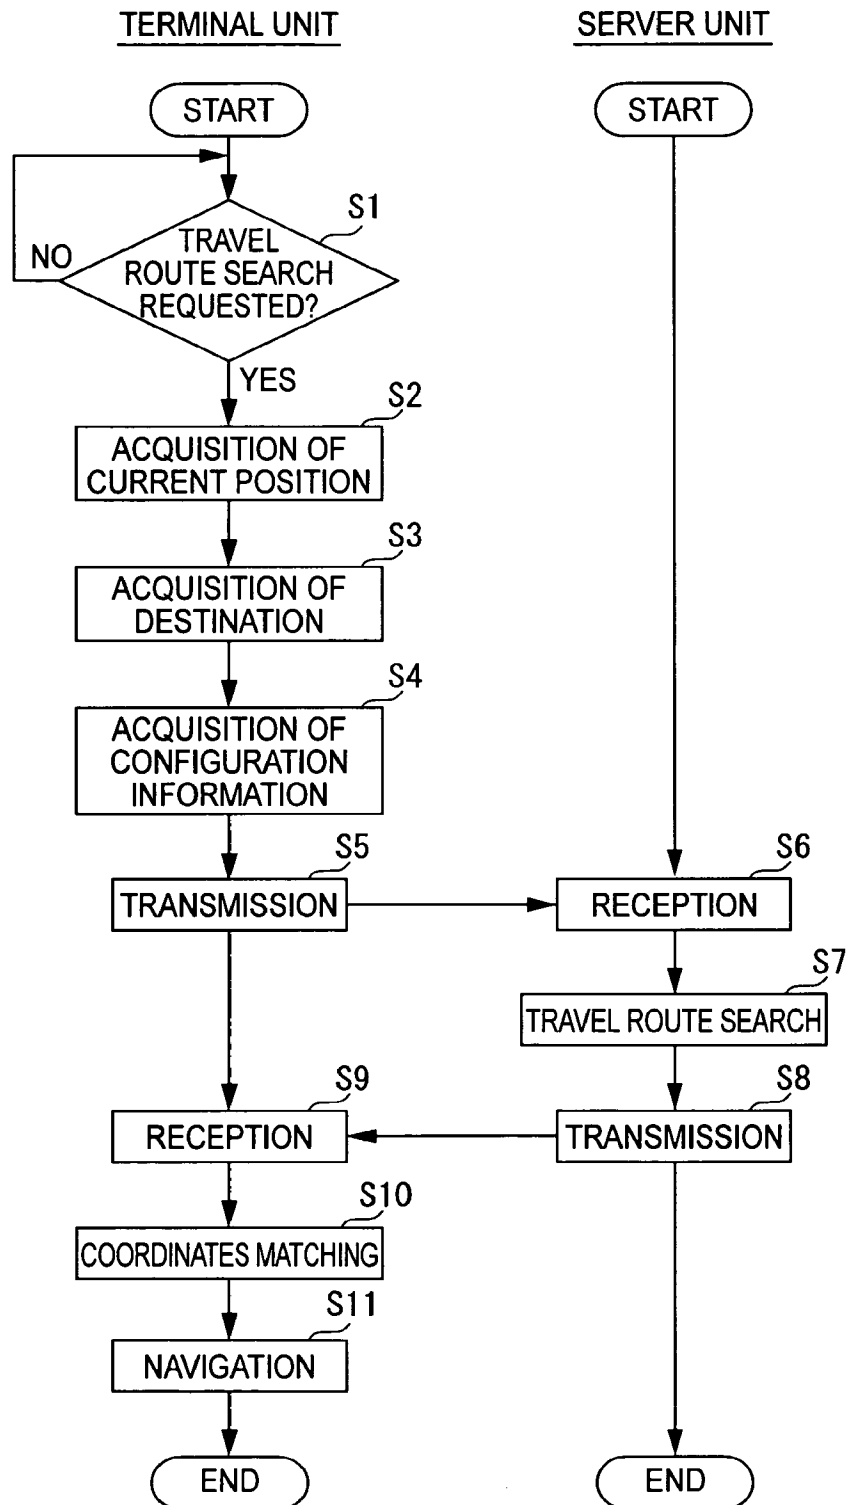 TERMINAL UNIT
SERVER UNIT
START
START
S1
TRAVEL
ROUTE SEARCH
REQUESTED?
NO
YES
S2
ACQUISITION OF
CURRENT POSITION
S3
ACQUISITION OF
DESTINATION
S4
ACQUISITION OF
CONFIGURATION
INFORMATION
S5
TRANSMISSION
S6
RECEPTION
S7
TRAVEL ROUTE SEARCH
S8
TRANSMISSION
S9
RECEPTION
S10
COORDINATES MATCHING
S11
NAVIGATION
END
END